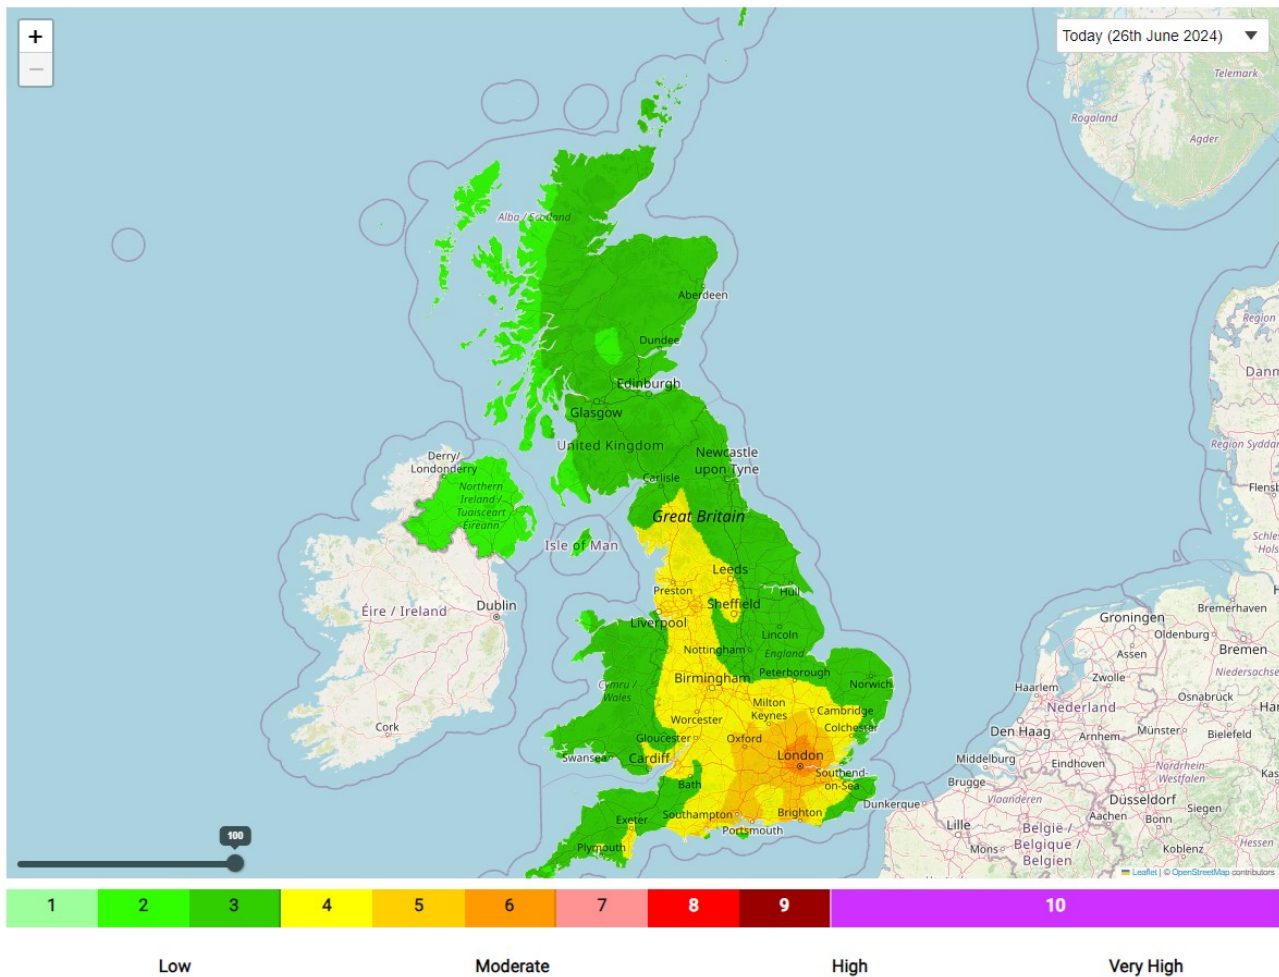 +
−
Today (26th June 2024)
Telemark
Rogaland
Agder
Alba / Scotland
Aberdeen
Region
Dundee
Danm
Edinburgh
Glasgow
United Kingdom
Region Syddan
Derry/
Londonderry
Newcastle
upon Tyne
Carlisle
Northern
Ireland /
Tuaisceart
Éireann
Flensb
Great Britain
Isle of Man
Schles
Hols
Leeds
Preston
Hull
Éire / Ireland
Dublin
Sheffield
Liverpool
Bremerhaven
Groningen
Oldenburg
Lincoln
England
Nottingham
Assen
Bremen
Birmingham
Peterborough
Zwolle
Niedersachse
Cymru /
Wales
Norwich
Haarlem
Osnabrück
Nederland
Han
Milton
Keynes
Cambridge
Worcester
Cork
Colchester
Den Haag
Arnhem
Münster
Bielefeld
Gloucester
Oxford
Swansea
Cardiff
London
Middelburg
Eindhoven
Nordrhein-
Westfalen
Kas
Southend-
on-Sea
Bath
Brugge
Vlaanderen
Düsseldorf
Dunkerque
Siegen
Southampton
Brighton
Aachen
Bonn
Exeter
Portsmouth
Lille
België /
Belgique /
Belgien
100
Plymouth
Mons
Koblenz
Hessen
Leaflet | © OpenStreetMap contributors
1 2 3 4 5 6 7 8 9 10
Low Moderate High Very High